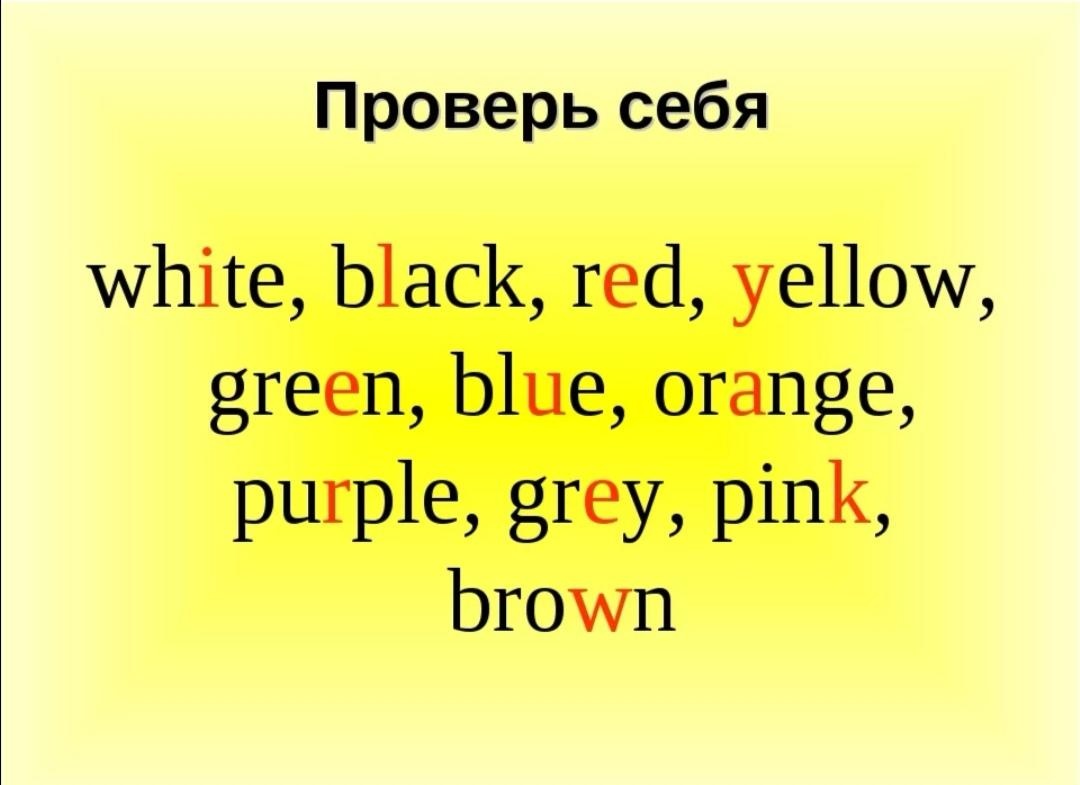 Проверь себя
white, black, red, yellow,
green, blue, orange,
purple, grey, pink,
brown